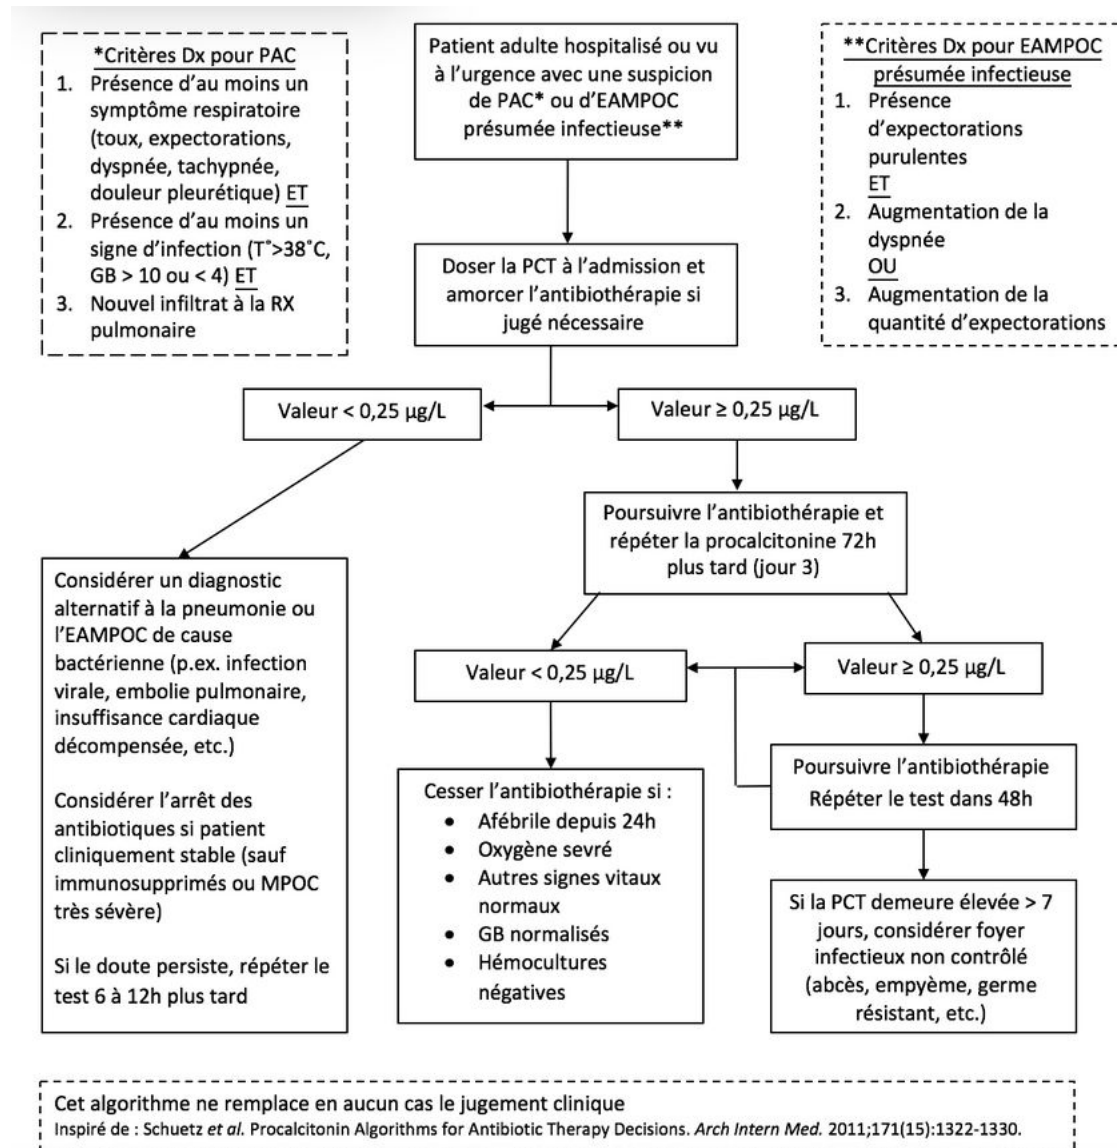 *Critères Dx pour PAC
1. Présence d'au moins un
symptôme respiratoire
(toux, expectorations,
dyspnée, tachypnée,
douleur pleurétique) ET
2. Présence d'au moins un
signe d'infection (T˚>38˚C,
GB > 10 ou < 4) ET
3. Nouvel infiltrat à la RX
pulmonaire
Patient adulte hospitalisé ou vu
à l'urgence avec une suspicion
de PAC* ou d'EAMPOC
présumée infectieuse**
**Critères Dx pour EAMPOC
présumée infectieuse
1. Présence
d'expectorations
purulentes
ET
2. Augmentation de la
dyspnée
OU
3. Augmentation de la
quantité d'expectorations
Doser la PCT à l'admission et
amorcer l'antibiothérapie si
jugé nécessaire
Valeur < 0,25 µg/L
Valeur ≥ 0,25 µg/L
Considérer un diagnostic
alternatif à la pneumonie ou
l'EAMPOC de cause
bactérienne (p.ex. infection
virale, embolie pulmonaire,
insuffisance cardiaque
décompensée, etc.)
Considérer l'arrêt des
antibiotiques si patient
cliniquement stable (sauf
immunosupprimés ou MPOC
très sévère)
Si le doute persiste, répéter le
test 6 à 12h plus tard
Poursuivre l'antibiothérapie et
répéter la procalcitonine 72h
plus tard (jour 3)
Valeur < 0,25 µg/L
Valeur ≥ 0,25 µg/L
Cesser l'antibiothérapie si :
• Afébrile depuis 24h
• Oxygène sevré
• Autres signes vitaux
normaux
• GB normalisés
• Hémocultures
négatives
Poursuivre l'antibiothérapie
Répéter le test dans 48h
Si la PCT demeure élevée > 7
jours, considérer foyer
infectieux non contrôlé
(abcès, empyème, germe
résistant, etc.)
Cet algorithme ne remplace en aucun cas le jugement clinique
Inspiré de : Schuetz et al. Procalcitonin Algorithms for Antibiotic Therapy Decisions. Arch Intern Med. 2011;171(15):1322-1330.